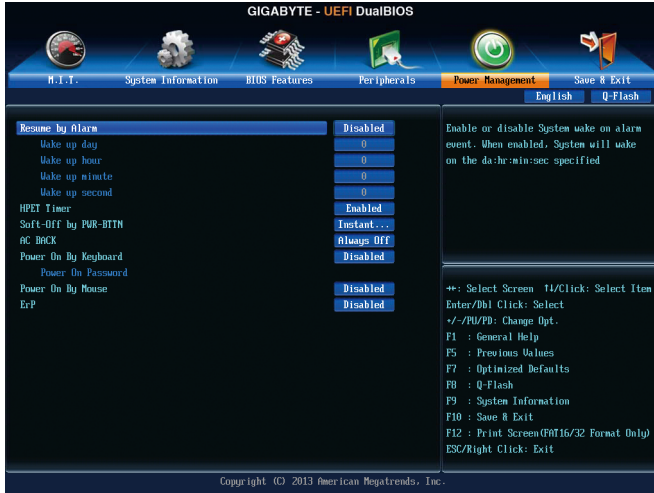 GIGABYTE - UEFI DualBIOS
M.I.T. System Information BIOS Features Peripherals Power Management Save & Exit
English Q-Flash
Resume by Alarm Disabled
Wake up day 0
Wake up hour 0
Wake up minute 0
Wake up second 0
HPET Timer Enabled
Soft-Off by PWR-BTTN Instant...
AC BACK Always Off
Power On By Keyboard Disabled
Power On Password
Power On By Mouse Disabled
ErP Disabled
Enable or disable System wake on alarm
event. When enabled, System will wake
on the da:hr:min:sec specified
→←: Select Screen ↑↓/Click: Select Item
Enter/Dbl Click: Select
+/-/PU/PD: Change Opt.
F1 : General Help
F5 : Previous Values
F7 : Optimized Defaults
F8 : Q-Flash
F9 : System Information
F10 : Save & Exit
F12 : Print Screen(FAT16/32 Format Only)
ESC/Right Click: Exit
Copyright (C) 2013 American Megatrends, Inc.